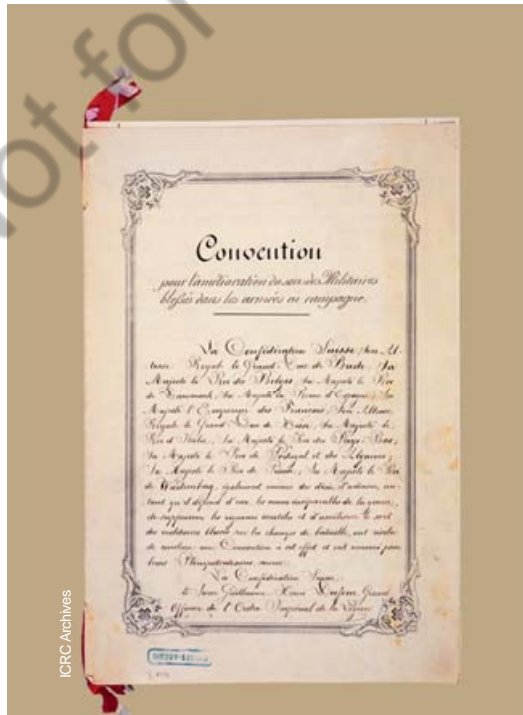 not for
Convention
pour l'amélioration du sort des Militaires
blessés dans les armées en campagne.
La Confédération Suisse, Son Al-
tesse Royale le Grand-Duc de Bade, Sa
Majesté le Roi des Belges, Sa Majesté le Roi
de Danemark, Sa Majesté la Reine d'Espagne, Sa
Majesté l'Empereur des Français, Son Altesse
Royale le Grand-Duc de Hesse, Sa Majesté le
Roi d'Italie, Sa Majesté le Roi des Pays-Bas,
Sa Majesté le Roi de Portugal et des Algarves,
Sa Majesté le Roi de Prusse, Sa Majesté le Roi
de Wurtemberg, également animés du désir d'adoucir, au-
tant qu'il dépend d'eux, les maux inséparables de la guerre,
de supprimer les rigueurs inutiles et d'améliorer le sort
des militaires blessés sur les champs de bataille, ont résolu
de conclure une Convention à cet effet et ont nommé pour
leurs Plénipotentiaires, savoir:
La Confédération Suisse:
le Sieur Guillaume Henri Dufour, Grand
Officier de l'Ordre Impérial de la Légion
ICRC Archives